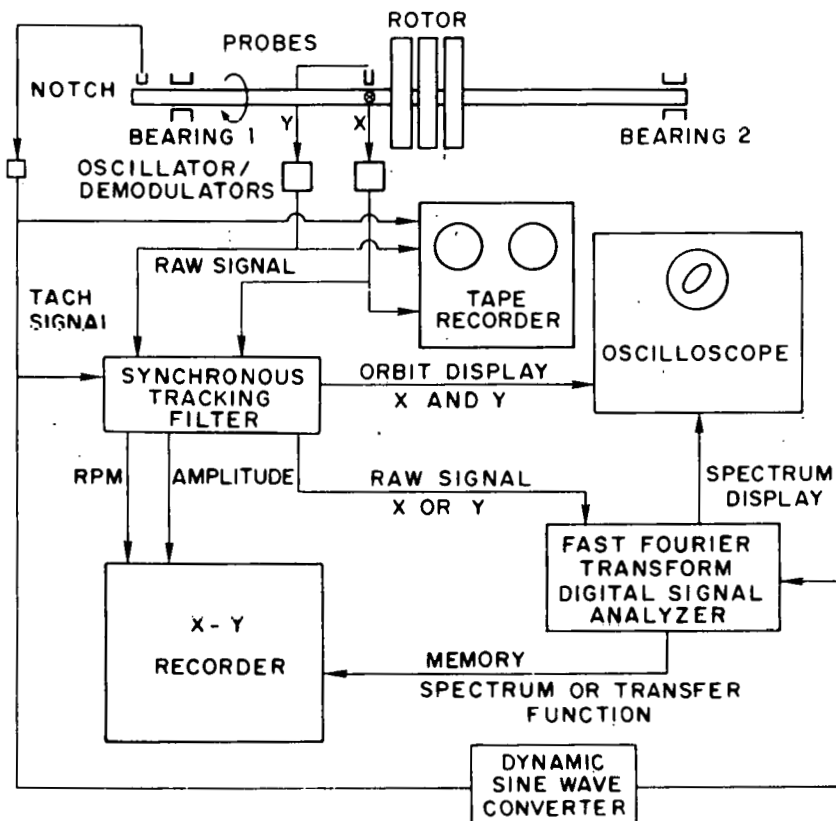 ROTOR
PROBES
NOTCH
BEARING 1
Y
X
BEARING 2
OSCILLATOR/
DEMODULATORS
RAW SIGNAL
TAPE
RECORDER
OSCILLOSCOPE
TACH
SIGNAL
SYNCHRONOUS
TRACKING
FILTER
ORBIT DISPLAY
X AND Y
RPM
AMPLITUDE
RAW SIGNAL
X OR Y
SPECTRUM
DISPLAY
FAST FOURIER
TRANSFORM
DIGITAL SIGNAL
ANALYZER
X-Y
RECORDER
MEMORY
SPECTRUM OR TRANSFER
FUNCTION
DYNAMIC
SINE WAVE
CONVERTER